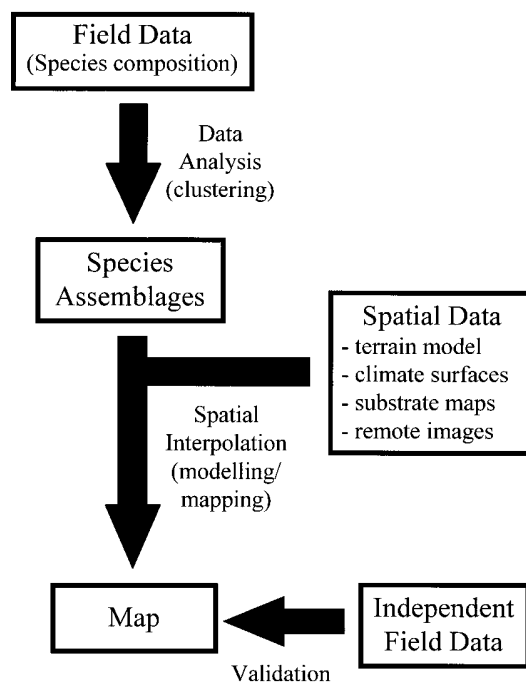 Field Data
(Species composition)
Data
Analysis
(clustering)
Species
Assemblages
Spatial Data
- terrain model
- climate surfaces
- substrate maps
- remote images
Spatial
Interpolation
(modelling/
mapping)
Map
Independent
Field Data
Validation